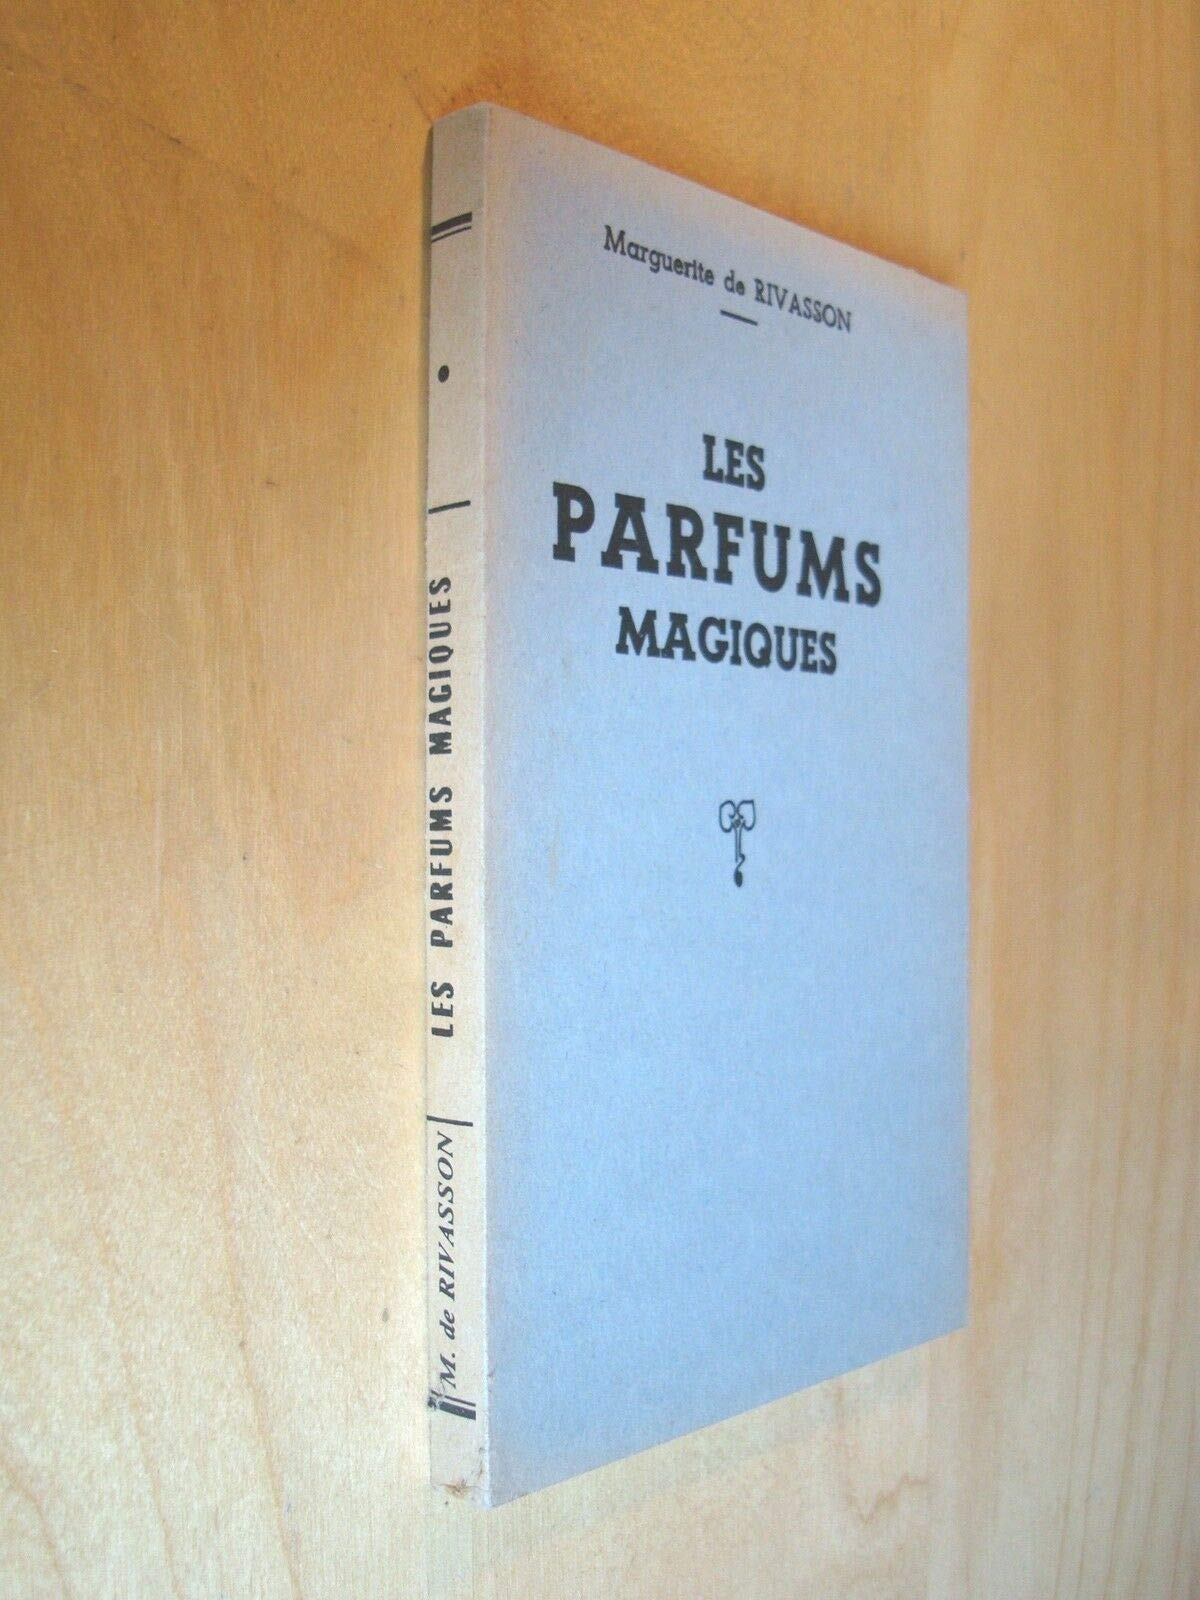 Marguerite de RIVASSON
LES
PARFUMS
MAGIQUES
M. de RIVASSON
LES PARFUMS MAGIQUES